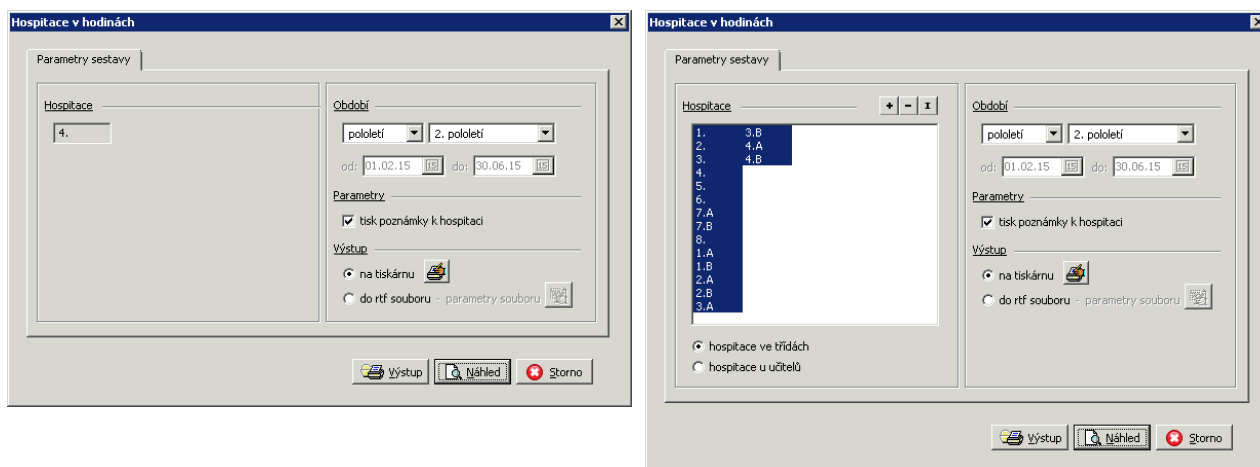 Hospitace v hodinách
Parametry sestavy
Hospitace
4.
Období
pololetí 2. pololetí
od: 01.02.15 15 do: 30.06.15 15
Parametry
tisk poznámky k hospitaci
Výstup
na tiskárnu
do rtf souboru - parametry souboru
Výstup Náhled Storno
Hospitace v hodinách
Parametry sestavy
Hospitace + - I
1. 3.B
2. 4.A
3. 4.B
4.
5.
6.
7.A
7.B
8.
1.A
1.B
2.A
2.B
3.A
hospitace ve třídách
hospitace u učitelů
Období
pololetí 2. pololetí
od: 01.02.15 15 do: 30.06.15 15
Parametry
tisk poznámky k hospitaci
Výstup
na tiskárnu
do rtf souboru - parametry souboru
Výstup Náhled Storno